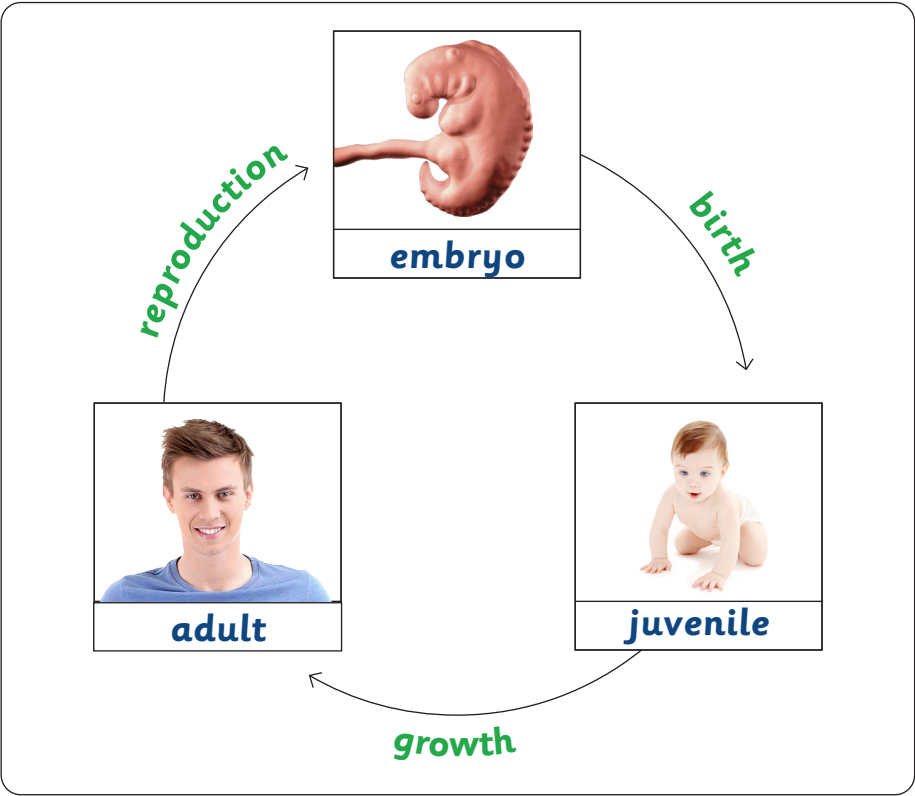 embryo
birth
juvenile
growth
adult
reproduction